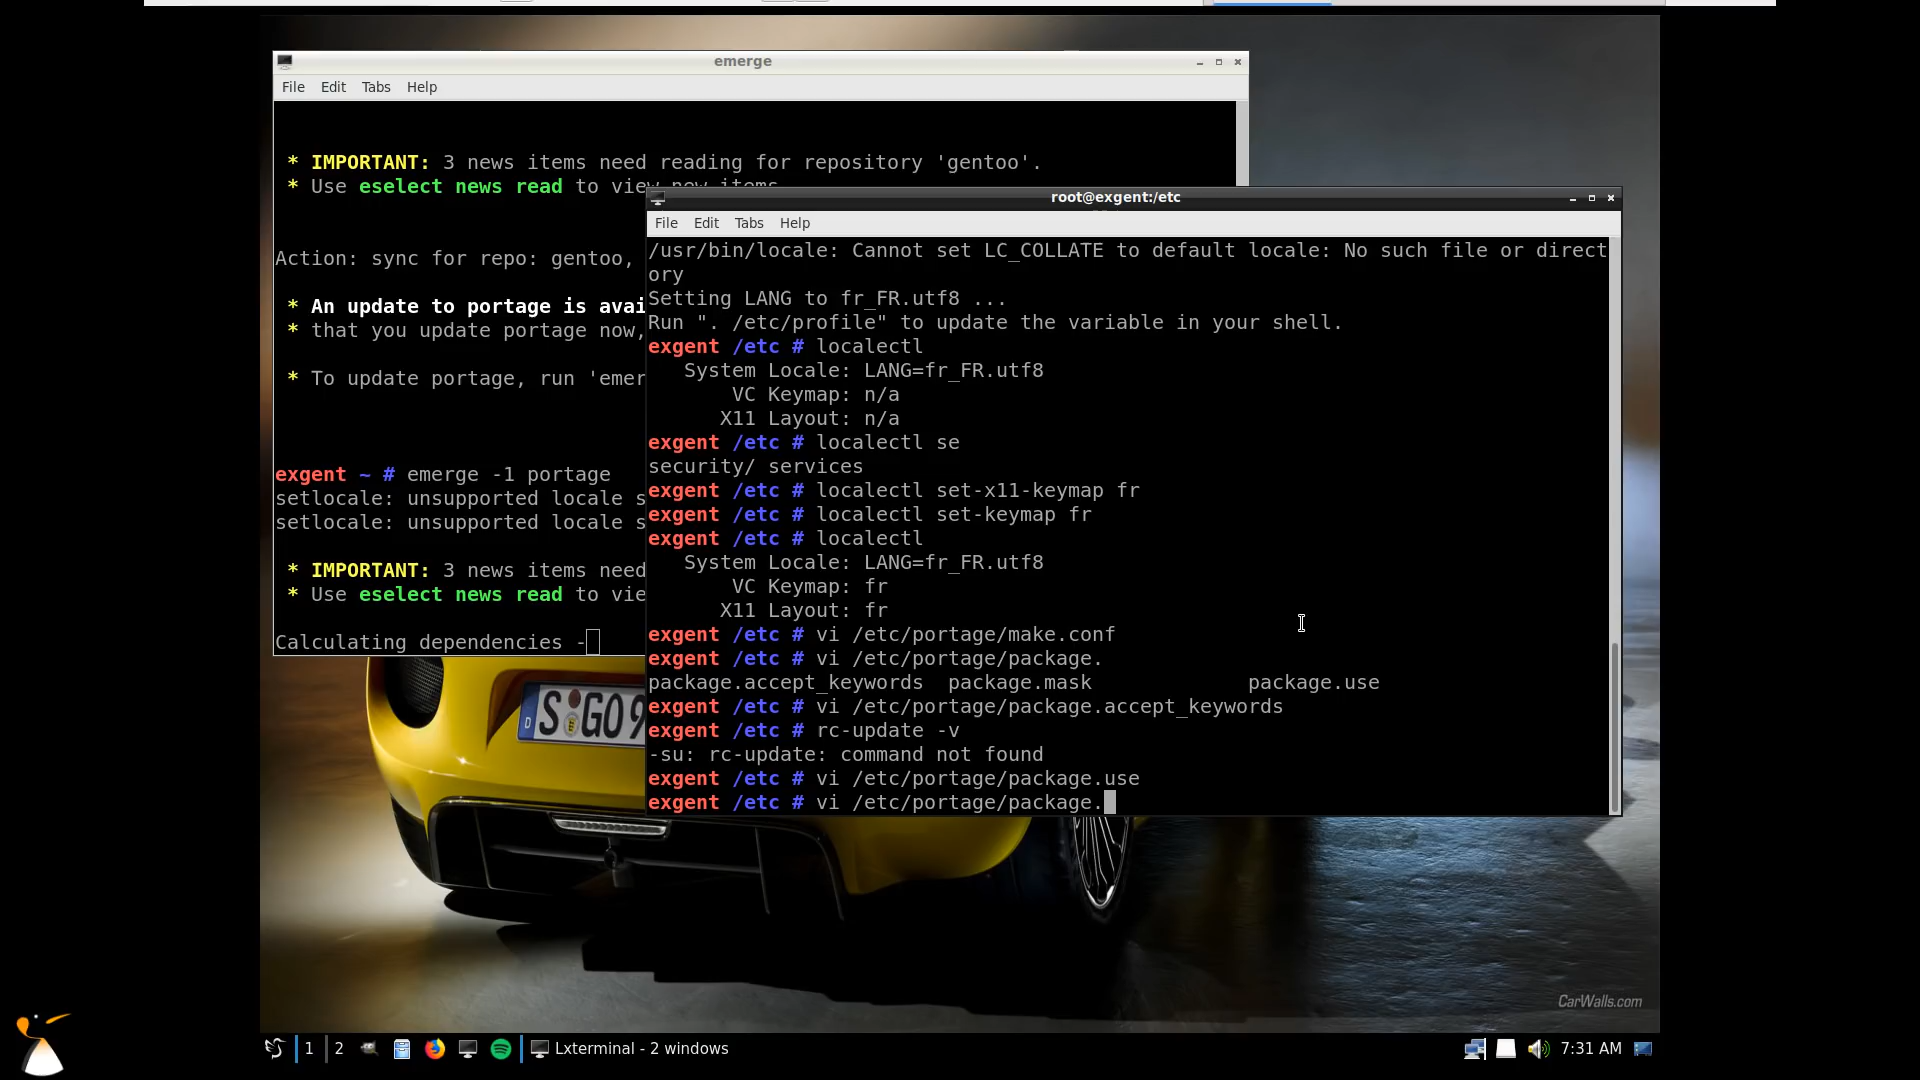 emerge
File Edit Tabs Help
* IMPORTANT: 3 news items need reading for repository 'gentoo'.
* Use eselect news read to view new items
Action: sync for repo: gentoo,
* An update to portage is avai
* that you update portage now,
* To update portage, run 'emer
exgent ~ # emerge -1 portage
setlocale: unsupported locale s
setlocale: unsupported locale s
* IMPORTANT: 3 news items need
* Use eselect news read to vie
Calculating dependencies -
root@exgent:/etc
File Edit Tabs Help
/usr/bin/locale: Cannot set LC_COLLATE to default locale: No such file or direct
ory
Setting LANG to fr_FR.utf8 ...
Run ". /etc/profile" to update the variable in your shell.
exgent /etc # localectl
System Locale: LANG=fr_FR.utf8
VC Keymap: n/a
X11 Layout: n/a
exgent /etc # localectl se
security/ services
exgent /etc # localectl set-x11-keymap fr
exgent /etc # localectl set-keymap fr
exgent /etc # localectl
System Locale: LANG=fr_FR.utf8
VC Keymap: fr
X11 Layout: fr
exgent /etc # vi /etc/portage/make.conf
exgent /etc # vi /etc/portage/package.
package.accept_keywords package.mask package.use
exgent /etc # vi /etc/portage/package.accept_keywords
exgent /etc # rc-update -v
-su: rc-update: command not found
exgent /etc # vi /etc/portage/package.use
exgent /etc # vi /etc/portage/package.
D S GO 9
CarWalls.com
1 2 Lxterminal - 2 windows 7:31 AM